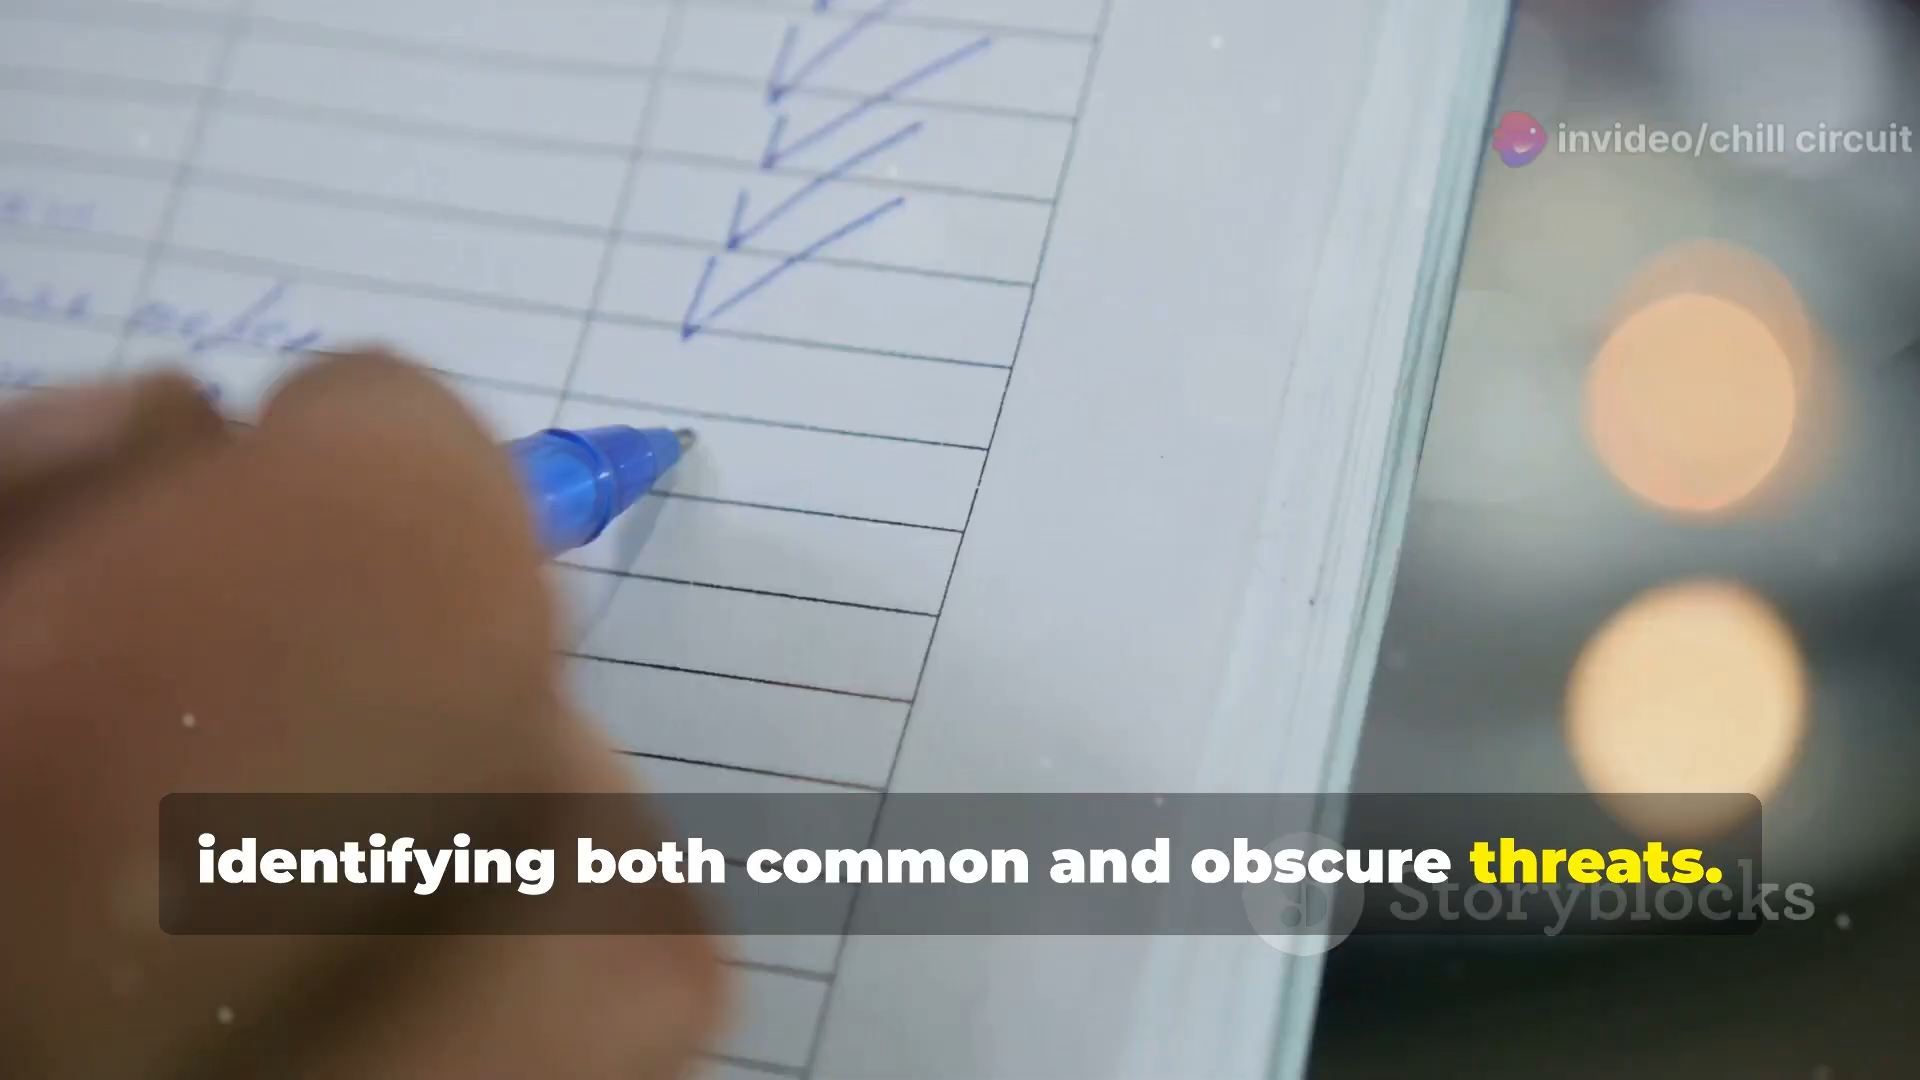 invideo/chill circuit
identifying both common and obscure threats.
Storyblocks